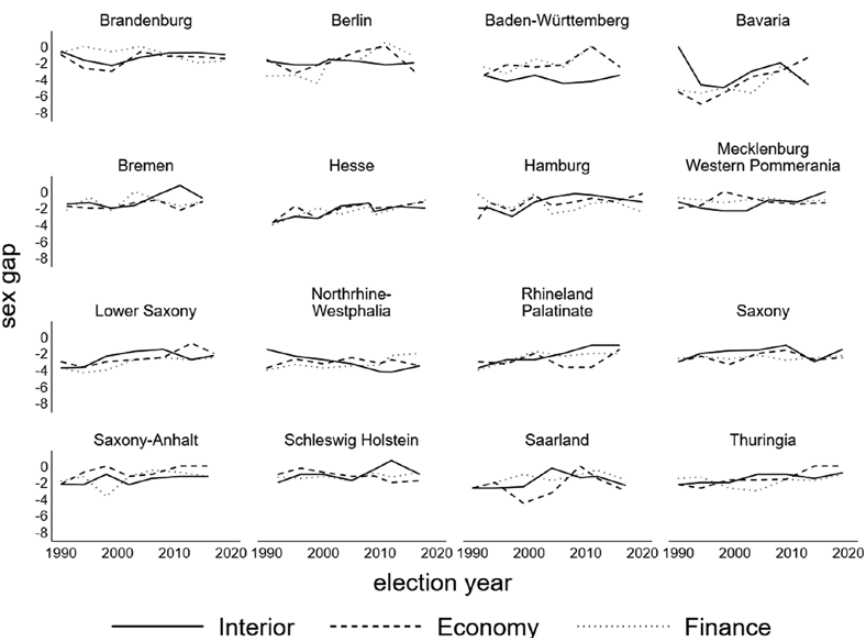 Brandenburg Berlin Baden-Württemberg Bavaria
0
-2
-4
-6
-8
Bremen Hesse Hamburg Mecklenburg
Western Pommerania
0
-2
-4
-6
-8
sex gap
Lower Saxony Northrhine-
Westphalia Rhineland
Palatinate Saxony
0
-2
-4
-6
-8
Saxony-Anhalt Schleswig Holstein Saarland Thuringia
0
-2
-4
-6
-8
1990 2000 2010 2020 1990 2000 2010 2020 1990 2000 2010 2020 1990 2000 2010 2020
election year
Interior Economy Finance